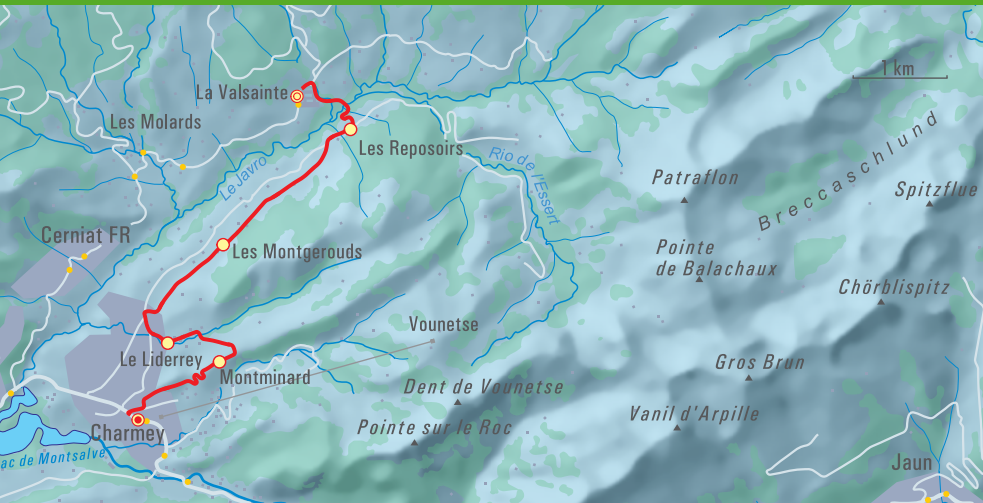 1 km
La Valsainte
Les Molards
Les Reposoirs
Le Javro
Rio de l'Essert
Patraflon
Breccaschlund
Spitzflue
Cerniat FR
Les Montgerouds
Pointe
de Balachaux
Chörblispitz
Vounetse
Le Liderrey
Montminard
Gros Brun
Dent de Vounetse
Vanil d'Arpille
Pointe sur le Roc
Charmey
ac de Montsalve
Jaun